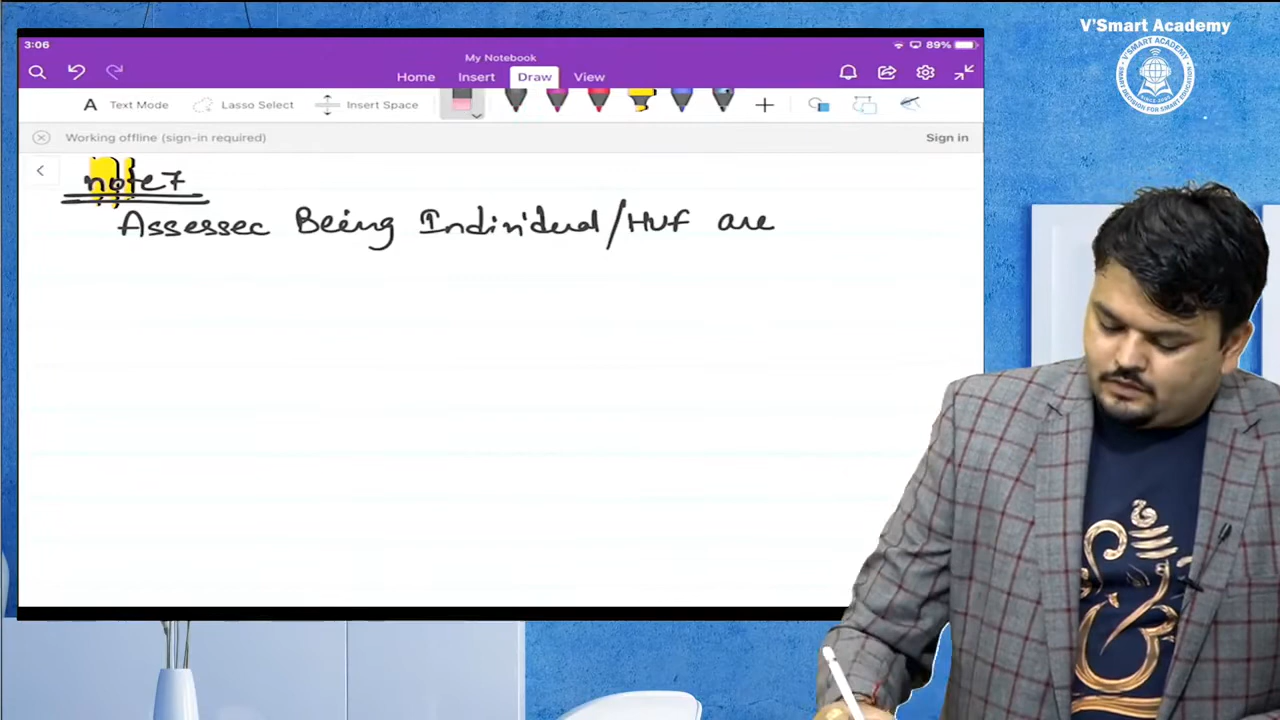 V'Smart Academy
3:06
89%
My Notebook
Home Insert Draw View
A Text Mode Lasso Select Insert Space
Working offline (sign-in required) Sign in
note 7
Assessee Being Individual/HUF are